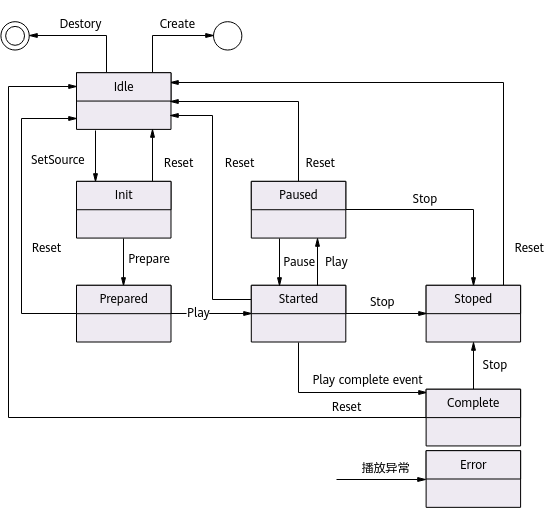 Destory
Create
Idle
SetSource
Reset
Reset
Reset
Init
Paused
Stop
Reset
Prepare
Pause
Play
Reset
Prepared
Play
Started
Stop
Stoped
Play complete event
Stop
Reset
Complete
播放异常
Error